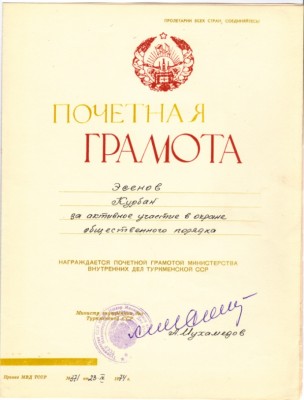 ПРОЛЕТАРИИ ВСЕХ СТРАН, СОЕДИНЯЙТЕСЬ!
ПОЧЕТНАЯ
ГРАМОТА
Эсенов
Курбан
за активное участие в охране
общественного порядка
НАГРАЖДАЕТСЯ ПОЧЕТНОЙ ГРАМОТОЙ МИНИСТЕРСТВА
ВНУТРЕННИХ ДЕЛ ТУРКМЕНСКОЙ ССР
Министр внутренних дел
Туркменской ССР
Мухамедов
Приказ МВД ТССР